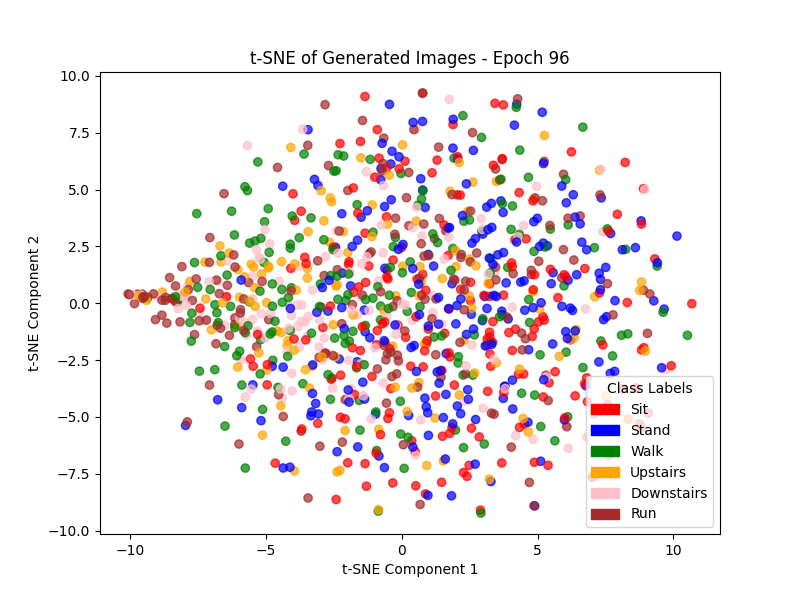 t-SNE of Generated Images - Epoch 96
10.0
7.5
5.0
2.5
0.0
−2.5
−5.0
−7.5
−10.0
t-SNE Component 2
Class Labels
Sit
Stand
Walk
Upstairs
Downstairs
Run
−10
−5
0
5
10
t-SNE Component 1